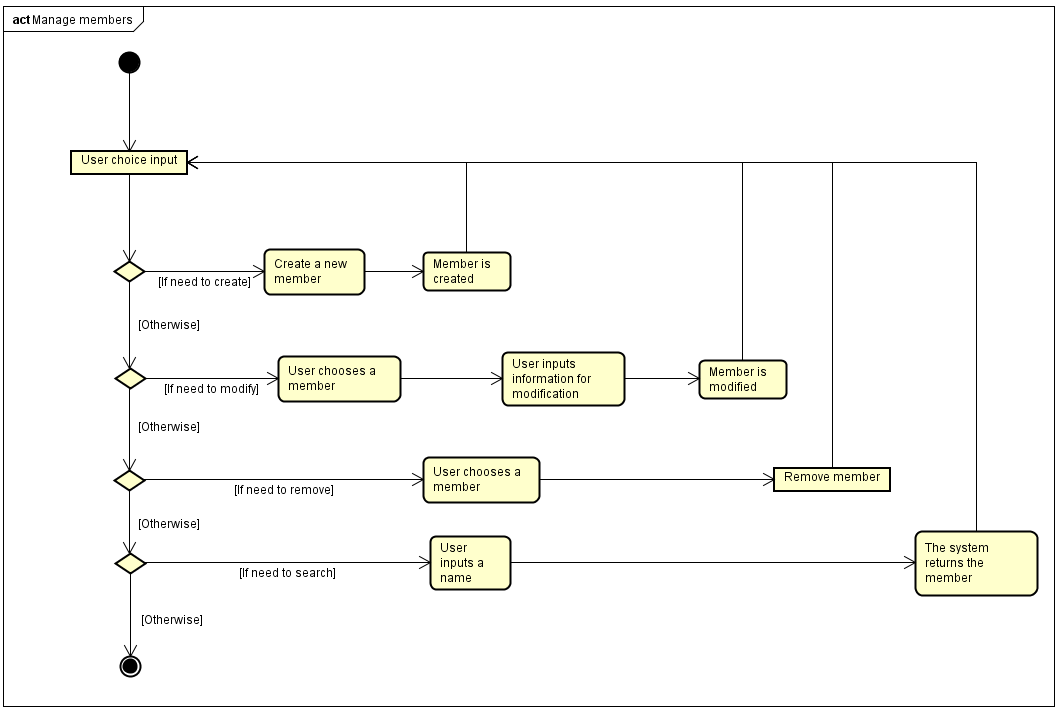 act Manage members
User choice input
Create a new
member
Member is
created
[If need to create]
[Otherwise]
User chooses a
member
User inputs
information for
modification
Member is
modified
[If need to modify]
[Otherwise]
User chooses a
member
Remove member
[If need to remove]
[Otherwise]
User
inputs a
name
The system
returns the
member
[If need to search]
[Otherwise]